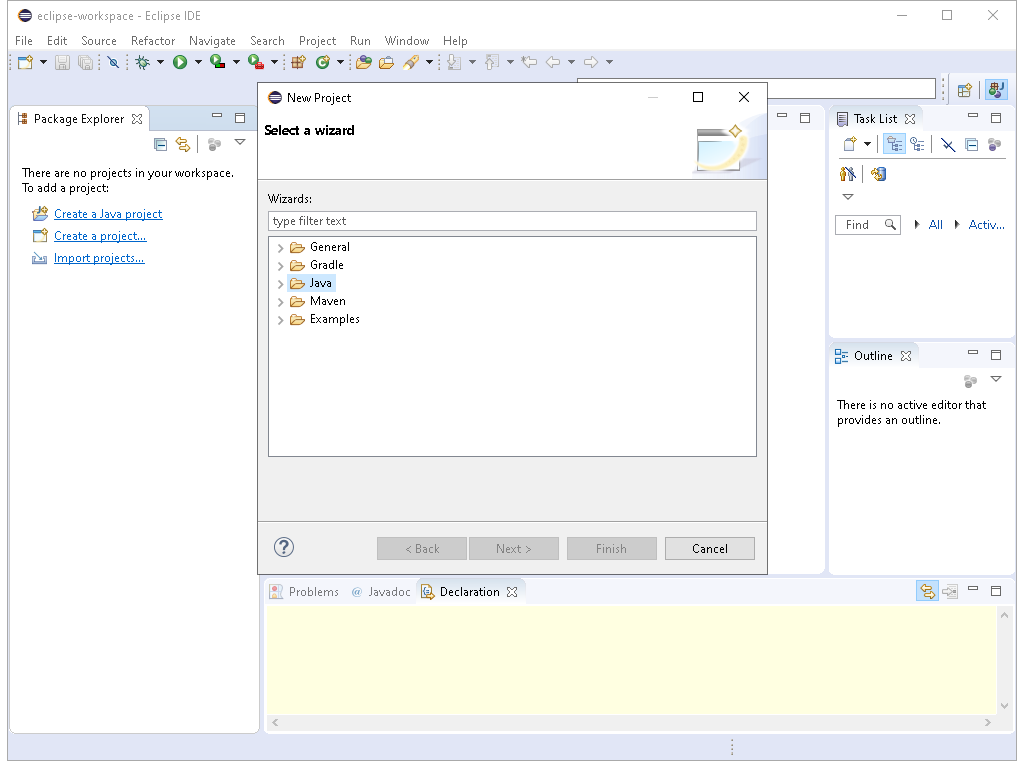 eclipse-workspace - Eclipse IDE
File Edit Source Refactor Navigate Search Project Run Window Help
Package Explorer
There are no projects in your workspace.
To add a project:
Create a Java project
Create a project...
Import projects...
New Project
Select a wizard
Wizards:
type filter text
General
Gradle
Java
Maven
Examples
< Back Next > Finish Cancel
Task List
Find All Activ...
Outline
There is no active editor that
provides an outline.
Problems @ Javadoc Declaration